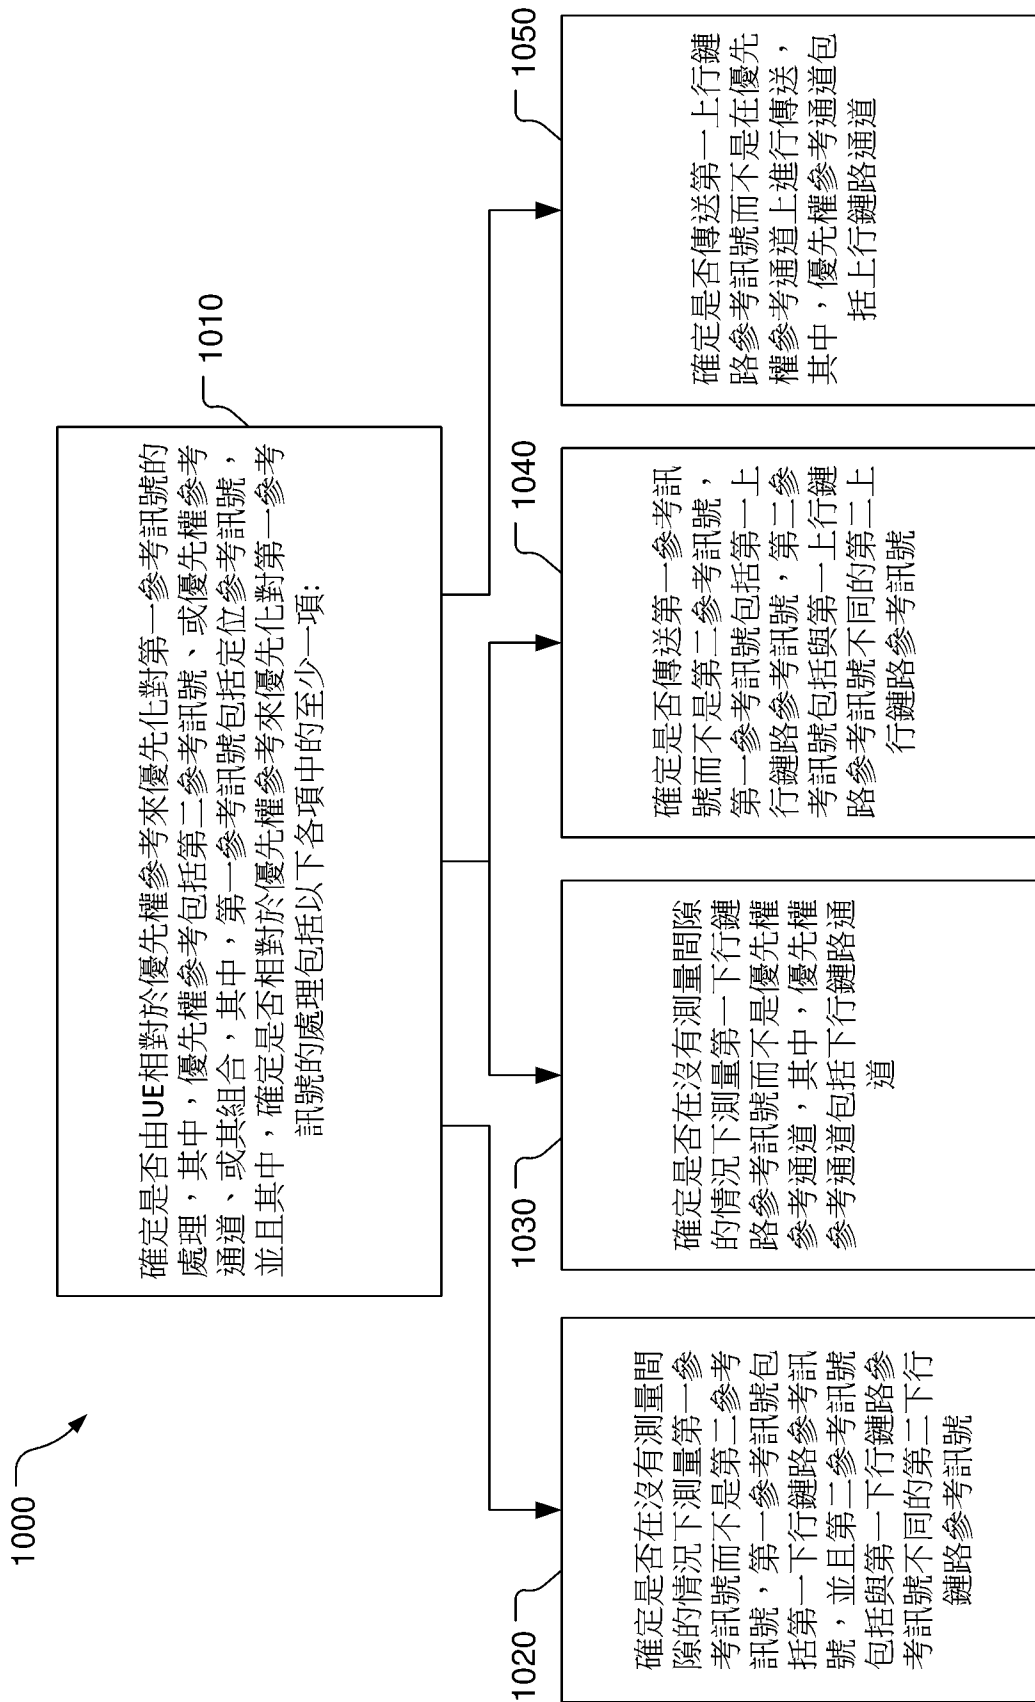 1000
1010
確定是否由UE相對於優先權參考來優先化對第一參考訊號的
處理，其中，優先權參考包括第二參考訊號、或優先權參考
通道、或其組合，其中，第一參考訊號包括定位參考訊號，
並且其中，確定是否相對於優先權參考來優先化對第一參考
訊號的處理包括以下各項中的至少一項:
1020
確定是否在沒有測量間
隙的情況下測量第一參
考訊號而不是第二參考
訊號，第一參考訊號包
括第一下行鏈路參考訊
號，並且第二參考訊號
包括與第一下行鏈路參
考訊號不同的第二下行
鏈路參考訊號
1030
確定是否在沒有測量間隙
的情況下測量第一下行鏈
路參考訊號而不是優先權
參考通道，其中，優先權
參考通道包括下行鏈路通
道
1040
確定是否傳送第一參考訊
號而不是第二參考訊號，
第一參考訊號包括第一上
行鏈路參考訊號，第二參
考訊號包括與第一上行鏈
路參考訊號不同的第二上
行鏈路參考訊號
1050
確定是否傳送第一上行鏈
路參考訊號而不是在優先
權參考通道上進行傳送，
其中，優先權參考通道包
括上行鏈路通道